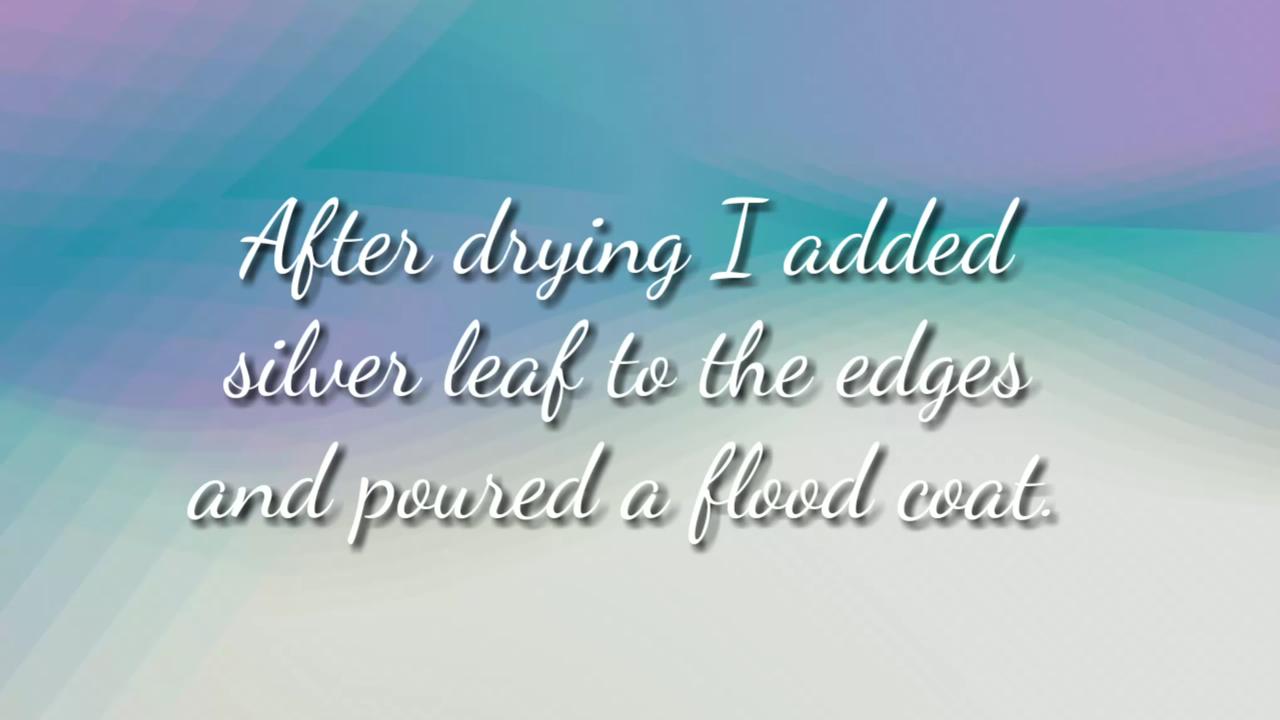 After drying I added
silver leaf to the edges
and poured a flood coat.